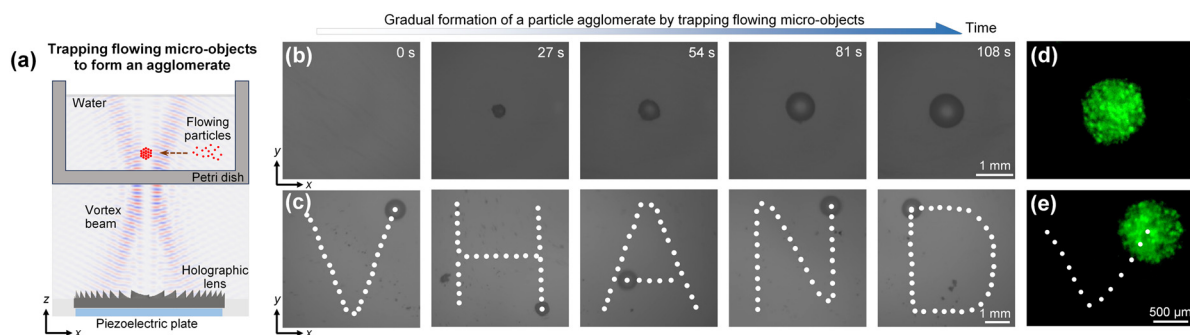 Gradual formation of a particle agglomerate by trapping flowing micro-objects
Time
(a)
Trapping flowing micro-objects
to form an agglomerate
Water
Flowing
particles
Petri dish
Vortex
beam
Holographic
lens
Piezoelectric plate
z
x
(b)
0 s
27 s
54 s
81 s
108 s
y
x
1 mm
(c)
V H A N D
y
x
1 mm
(d)
(e)
500 μm